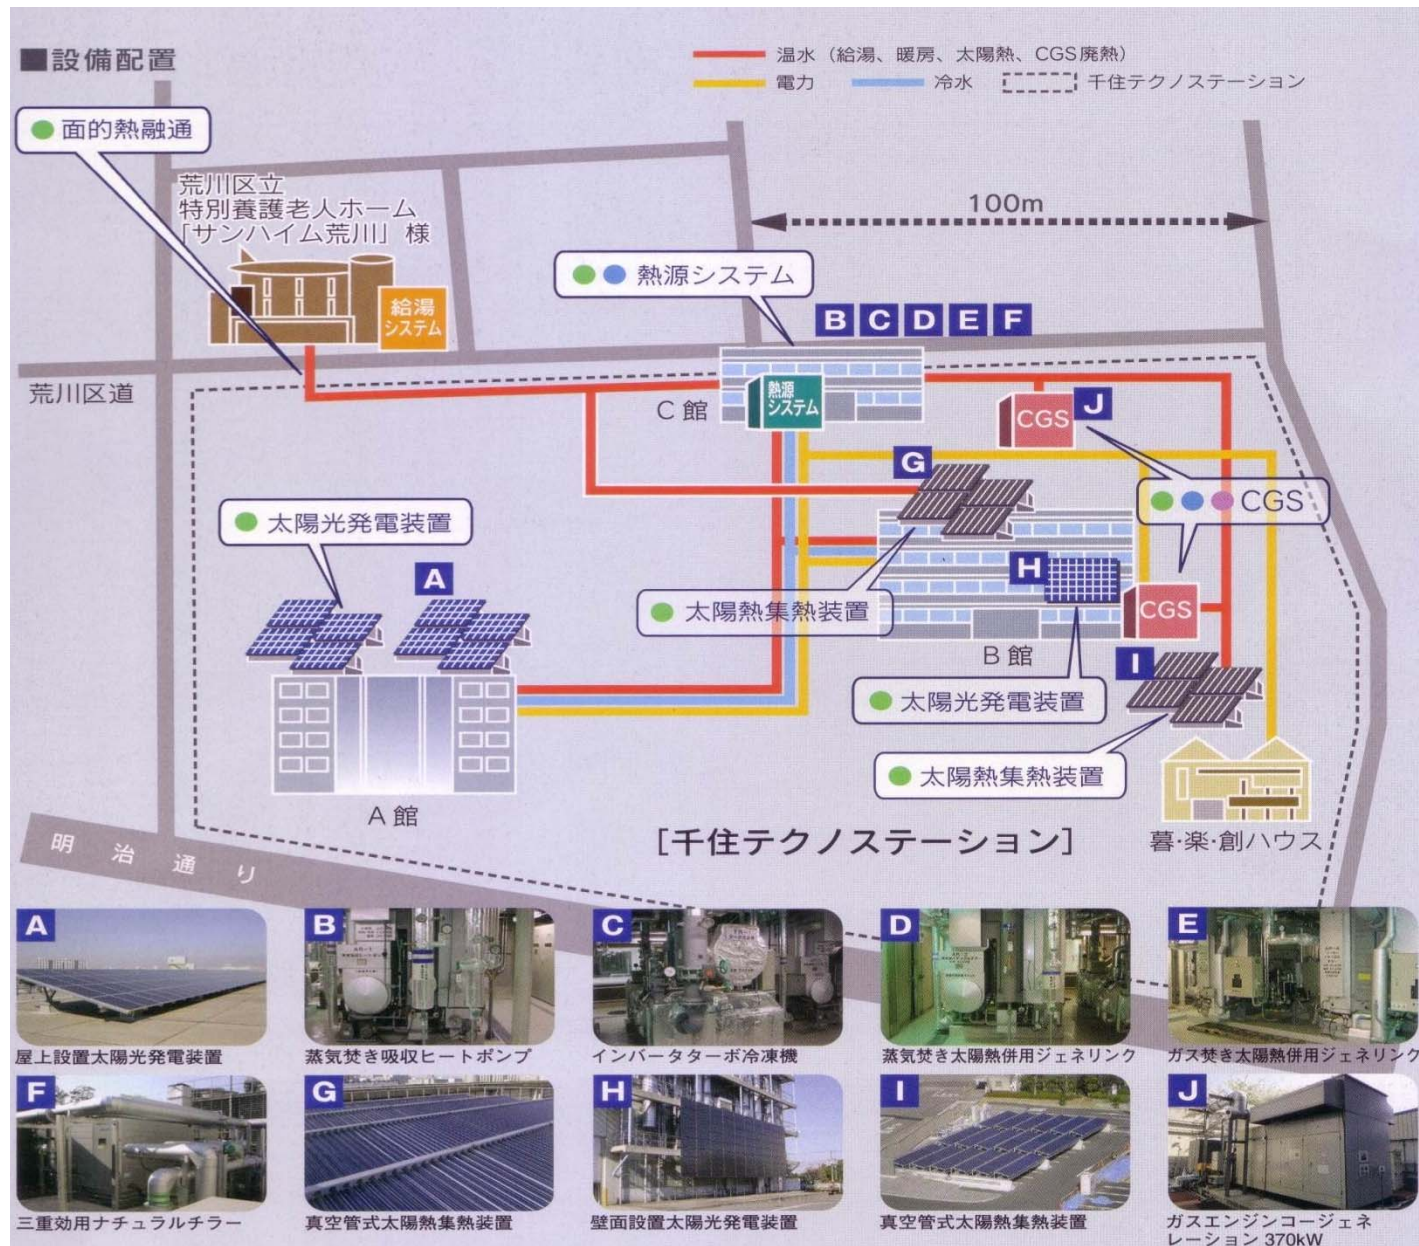 ■設備配置
温水（給湯、暖房、太陽熱、CGS廃熱）
電力
冷水
千住テクノステーション
面的熱融通
荒川区立
特別養護老人ホーム
「サンハイム荒川」様
給湯
システム
100m
熱源システム
B C D E F
荒川区道
C館
熱源
システム
CGS
J
G
CGS
太陽光発電装置
A
太陽熱集熱装置
H
CGS
B館
I
太陽光発電装置
太陽熱集熱装置
A館
[千住テクノステーション]
暮・楽・創ハウス
明治通り
A
屋上設置太陽光発電装置
B
蒸気焚き吸収ヒートポンプ
C
インバータターボ冷凍機
D
蒸気焚き太陽熱併用ジェネリンク
E
ガス焚き太陽熱併用ジェネリンク
F
三重効用ナチュラルチラー
G
真空管式太陽熱集熱装置
H
壁面設置太陽光発電装置
I
真空管式太陽熱集熱装置
J
ガスエンジンコージェネ
レーション 370kW